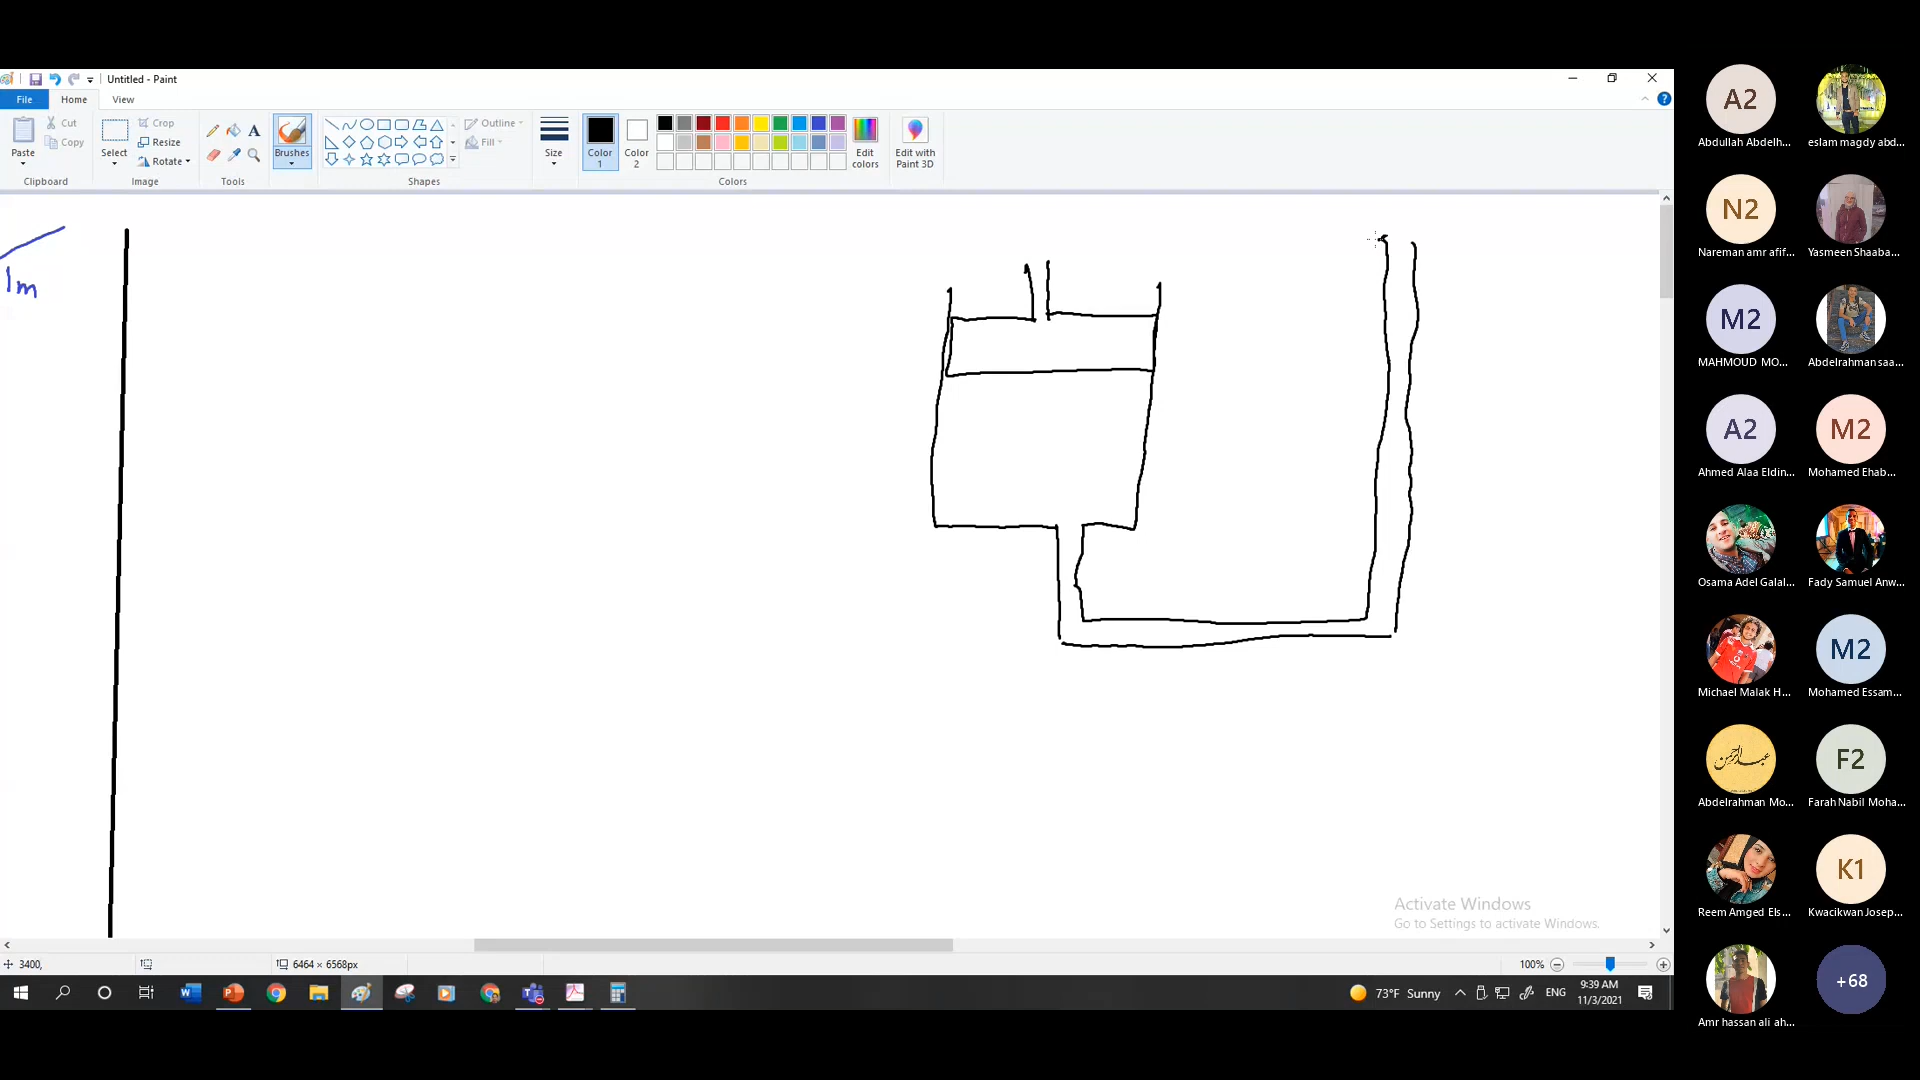 Untitled - Paint
File Home View
Paste
Cut
Copy
Clipboard
Select
Crop
Resize
Rotate
Image
Tools
Brushes
Shapes
Outline
Fill
Size
Color 1
Color 2
Colors
Edit colors
Edit with Paint 3D
1m
Activate Windows
Go to Settings to activate Windows.
3400,
6464 × 6568px
100%
73°F Sunny
ENG
9:39 AM
11/3/2021
A2
Abdullah Abdelh...
eslam magdy abd...
N2
Nareman amr afif...
Yasmeen Shaaba...
M2
MAHMOUD MO...
Abdelrahman saa...
A2
Ahmed Alaa Eldin...
M2
Mohamed Ehab...
Osama Adel Galal...
Fady Samuel Anw...
Michael Malak H...
M2
Mohamed Essam...
عبدالرحمن
Abdelrahman Mo...
F2
Farah Nabil Moha...
Reem Amged Els...
K1
Kwacikwan Josep...
Amr hassan ali ah...
+68